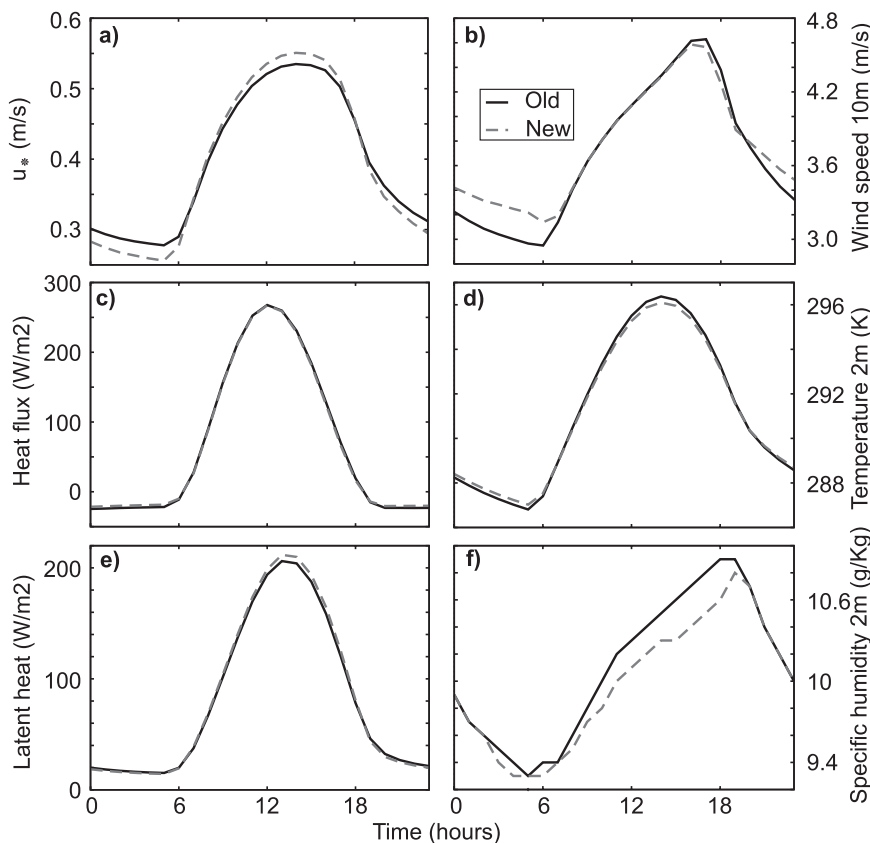 a)
0.6
0.5
0.4
0.3
u* (m/s)
b)
Old
New
4.8
4.2
3.6
3.0
Wind speed 10m (m/s)
c)
300
200
100
0
Heat flux (W/m2)
d)
296
292
288
Temperature 2m (K)
e)
200
100
0
Latent heat (W/m2)
f)
10.6
10
9.4
Specific humidity 2m (g/Kg)
0 6 12 18 0 6 12 18
Time (hours)